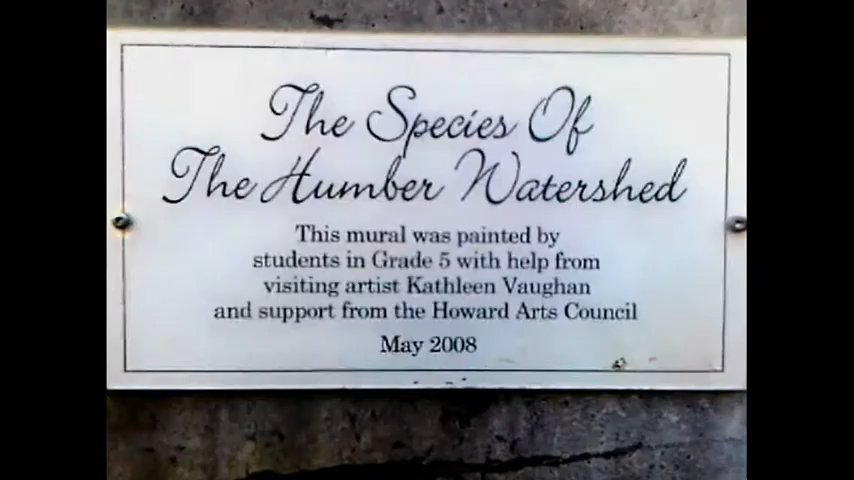 The Species Of
The Humber Watershed
This mural was painted by
students in Grade 5 with help from
visiting artist Kathleen Vaughan
and support from the Howard Arts Council
May 2008